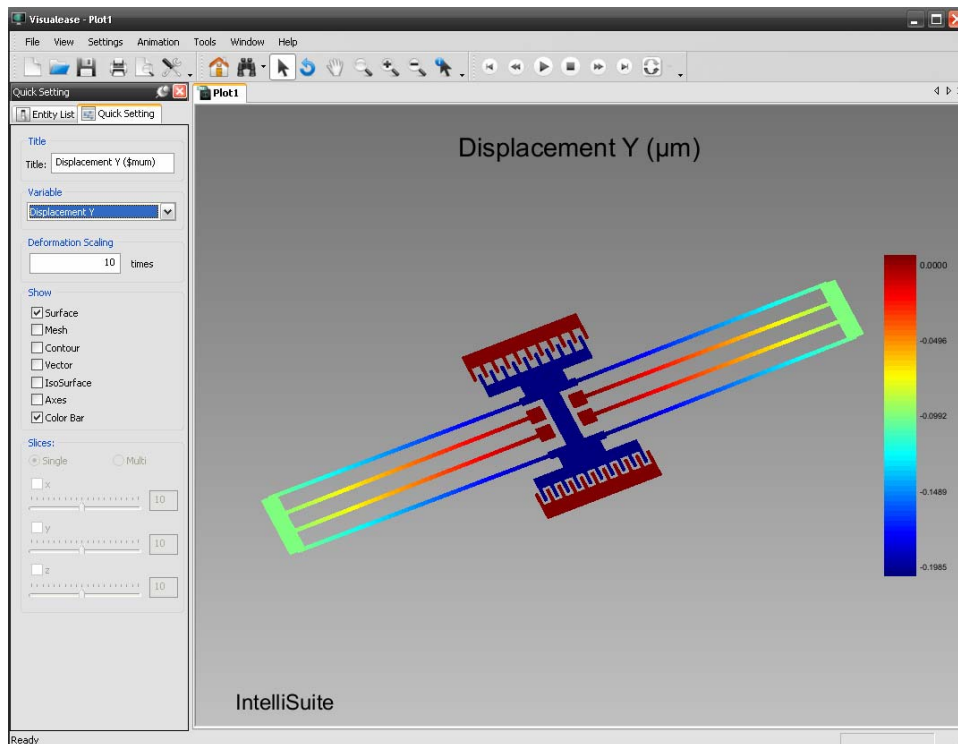 Visualease - Plot1
File View Settings Animation Tools Window Help
Quick Setting
Plot1
Entity List Quick Setting
Title
Title: Displacement Y ($mum)
Variable
Displacement Y
Deformation Scaling
10 times
Show
Surface
Mesh
Contour
Vector
IsoSurface
Axes
Color Bar
Slices:
Single Multi
x
10
y
10
z
10
Displacement Y (μm)
0.0000
-0.0496
-0.0992
-0.1489
-0.1985
IntelliSuite
Ready